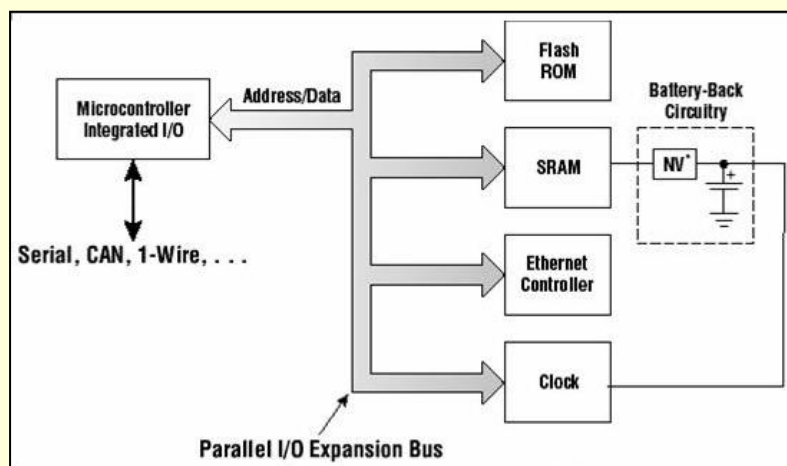 Flash
ROM
Address/Data
Microcontroller
Integrated I/O
Battery-Back
Circuitry
SRAM
NV*
+
Serial, CAN, 1-Wire, . . .
Ethernet
Controller
Clock
Parallel I/O Expansion Bus